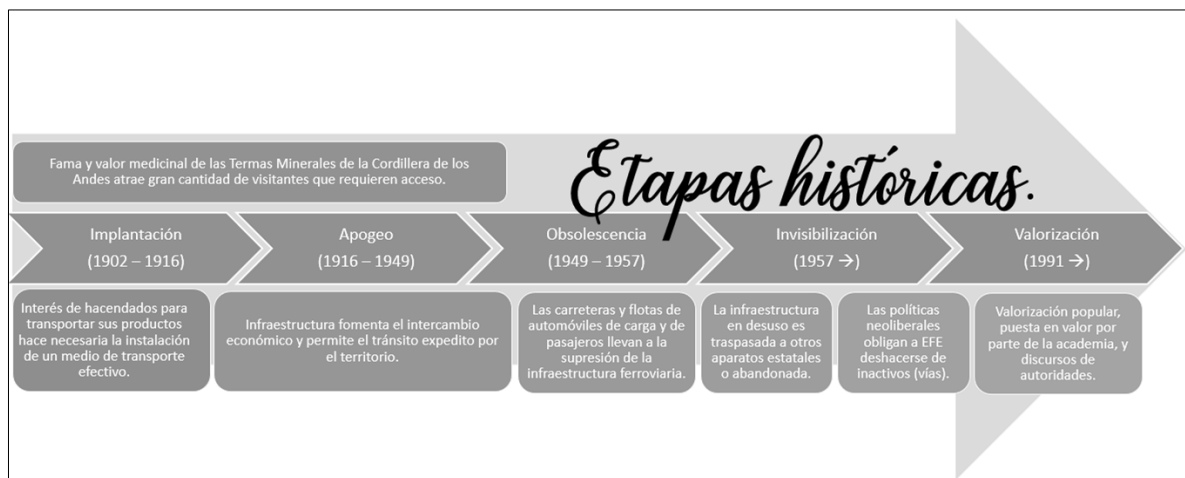 Fama y valor medicinal de las Termas Minerales de la Cordillera de los
Andes atrae gran cantidad de visitantes que requieren acceso.
Etapas históricas.
Implantación
(1902 – 1916)
Apogeo
(1916 – 1949)
Obsolescencia
(1949 – 1957)
Invisibilización
(1957 →)
Valorización
(1991 →)
Interés de hacendados para
transportar sus productos
hace necesaria la instalación
de un medio de transporte
efectivo.
Infraestructura fomenta el intercambio
económico y permite el tránsito expedito por
el territorio.
Las carreteras y flotas de
automóviles de carga y de
pasajeros llevan a la
supresión de la
infraestructura ferroviaria.
La infraestructura
en desuso es
traspasada a otros
aparatos estatales
o abandonada.
Las políticas
neoliberales
obligan a EFE
deshacerse de
inactivos (vías).
Valorización popular,
puesta en valor por
parte de la academia, y
discursos de
autoridades.